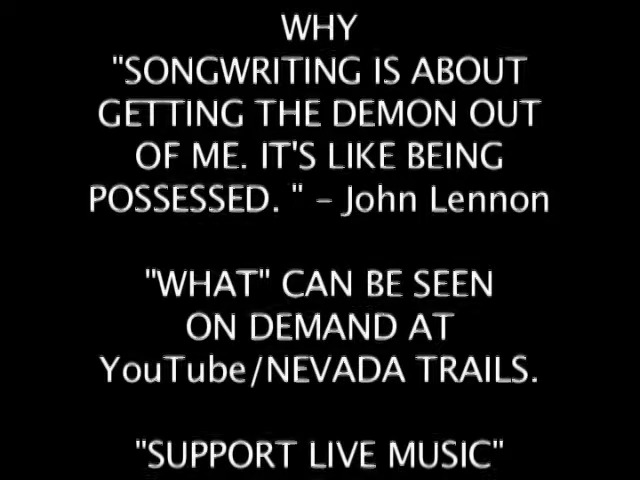 WHY
"SONGWRITING IS ABOUT
GETTING THE DEMON OUT
OF ME. IT'S LIKE BEING
POSSESSED. " – John Lennon
"WHAT" CAN BE SEEN
ON DEMAND AT
YouTube/NEVADA TRAILS.
"SUPPORT LIVE MUSIC"